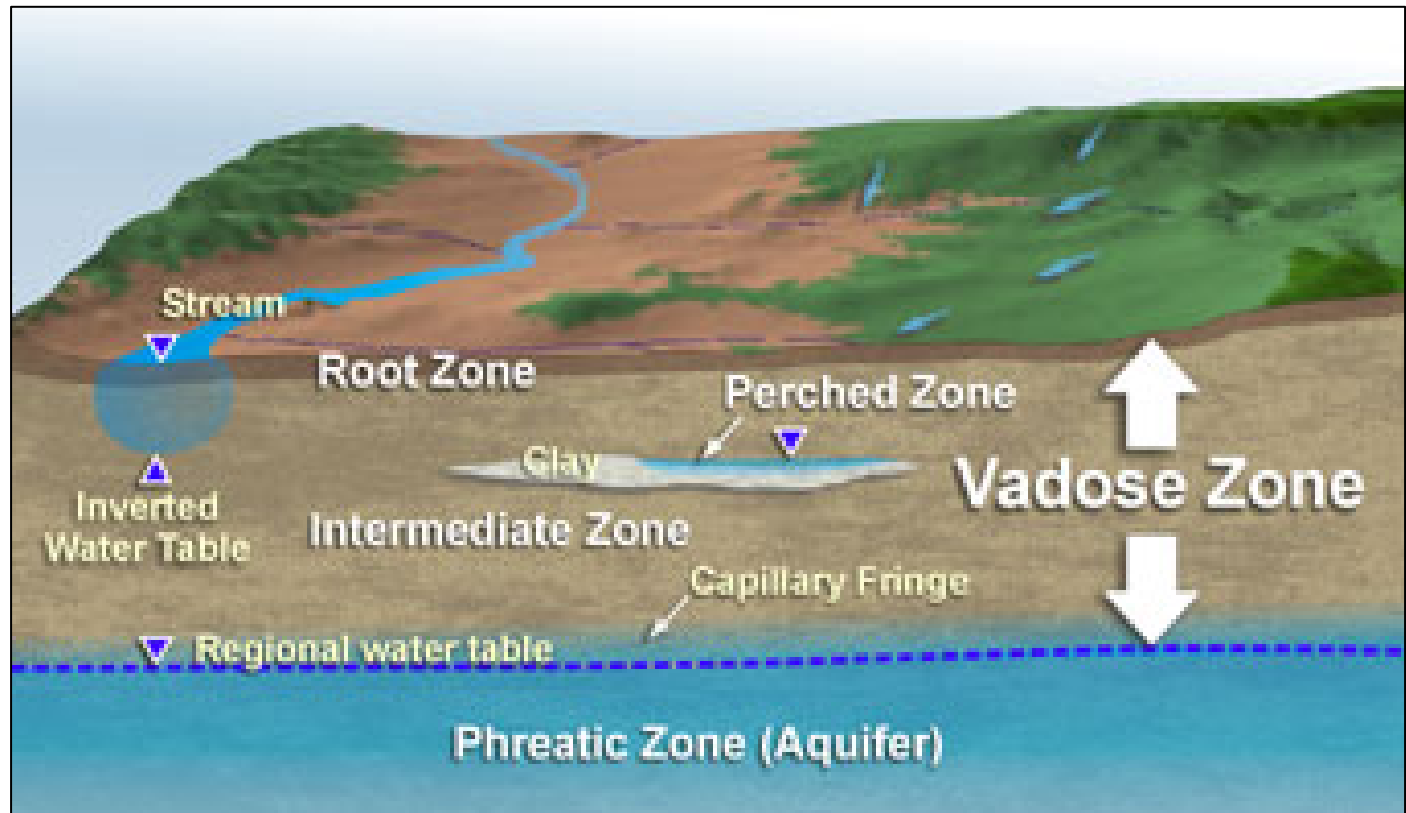 Stream
Root Zone
Perched Zone
Clay
Vadose Zone
Inverted
Water Table
Intermediate Zone
Capillary Fringe
Regional water table
Phreatic Zone (Aquifer)